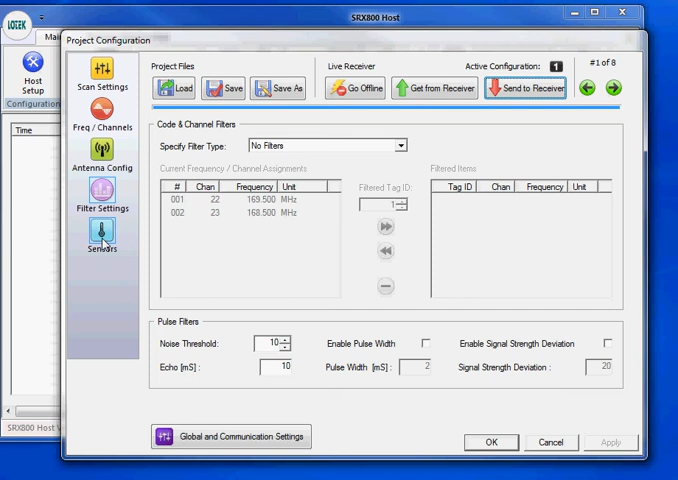 LOTEK
SRX800 Host
Mai
Project Configuration
Host
Setup
Configuration
Time
SRX800 Host V
Scan Settings
Freq / Channels
Antenna Config
Filter Settings
Sensors
Project Files
Live Receiver
Active Configuration: 1
#1 of 8
Load
Save
Save As
Go Offline
Get from Receiver
Send to Receiver
Code & Channel Filters
Specify Filter Type: No Filters
Current Frequency / Channel Assignments
Filtered Tag ID:
Filtered Items
# Chan Frequency Unit
001 22 169.500 MHz
002 23 168.500 MHz
1
Tag ID Chan Frequency Unit
Pulse Filters
Noise Threshold: 10 Enable Pulse Width Enable Signal Strength Deviation
Echo [mS] : 10 Pulse Width [mS] : 2 Signal Strength Deviation : 20
Global and Communication Settings
OK Cancel Apply